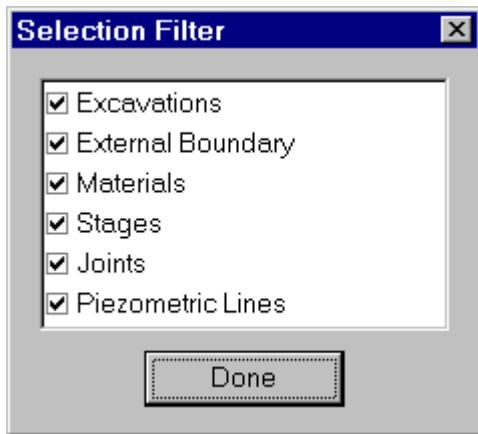 Selection Filter
Excavations
External Boundary
Materials
Stages
Joints
Piezometric Lines
Done